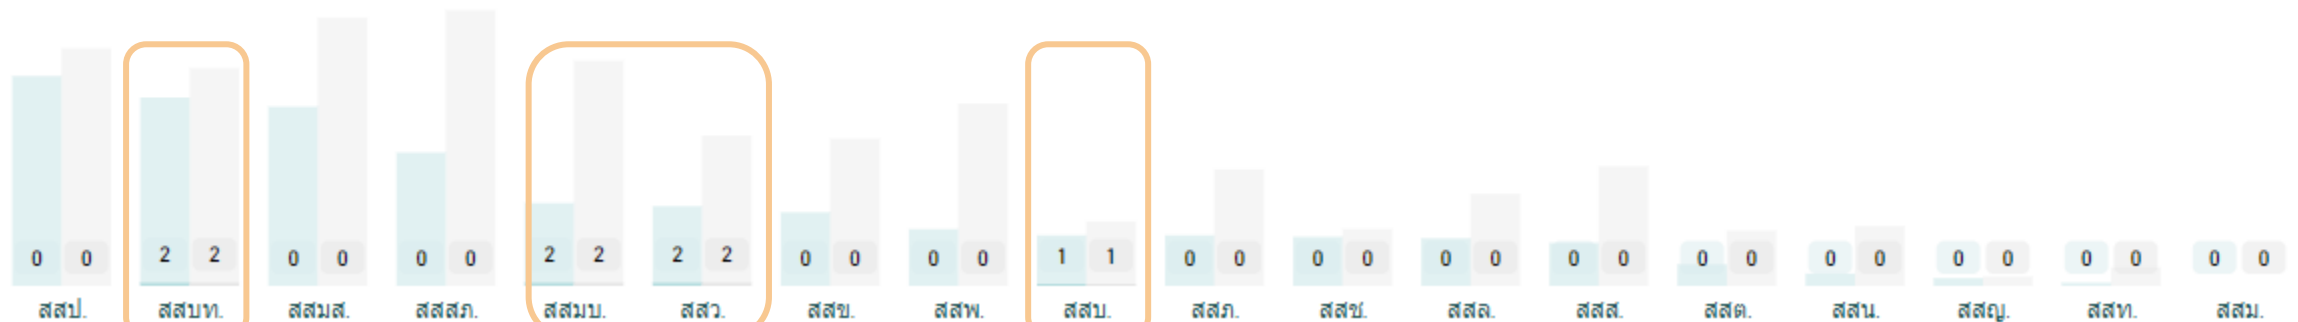 0 0 2 2 0 0 0 0 2 2 2 2 0 0 0 0 1 1 0 0 0 0 0 0 0 0 0 0 0 0 0 0 0 0 0 0
สสป. สสบท. สสมส. สสสภ. สสมบ. สสว. สสข. สสพ. สสบ. สสภ. สสช. สสล. สสส. สสต. สสน. สสญ. สสท. สสม.